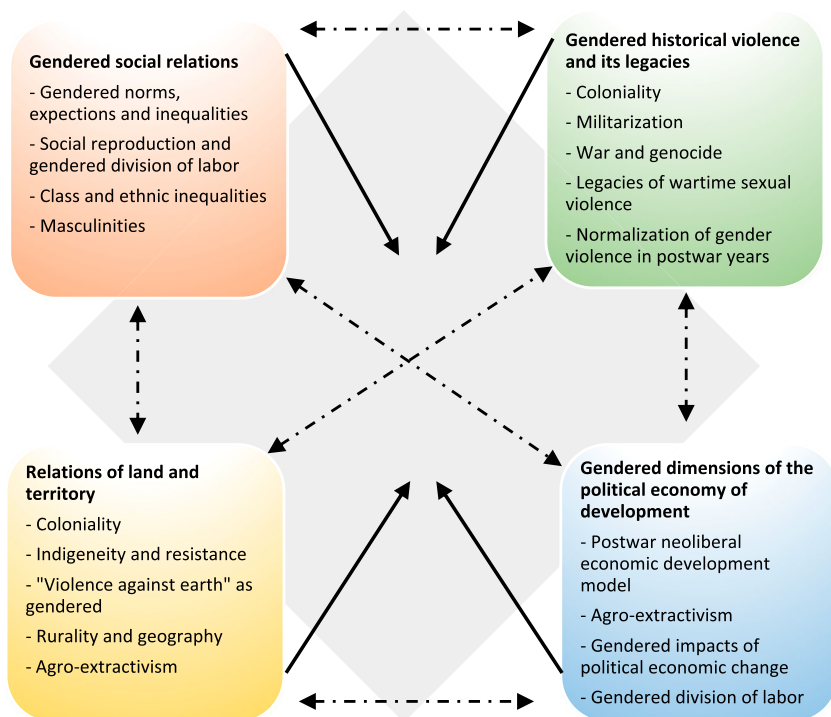 Gendered social relations
- Gendered norms,
expections and inequalities
- Social reproduction and
gendered division of labor
- Class and ethnic inequalities
- Masculinities
Gendered historical violence
and its legacies
- Coloniality
- Militarization
- War and genocide
- Legacies of wartime sexual
violence
- Normalization of gender
violence in postwar years
Relations of land and
territory
- Coloniality
- Indigeneity and resistance
- "Violence against earth" as
gendered
- Rurality and geography
- Agro-extractivism
Gendered dimensions of the
political economy of
development
- Postwar neoliberal
economic development
model
- Agro-extractivism
- Gendered impacts of
political economic change
- Gendered division of labor